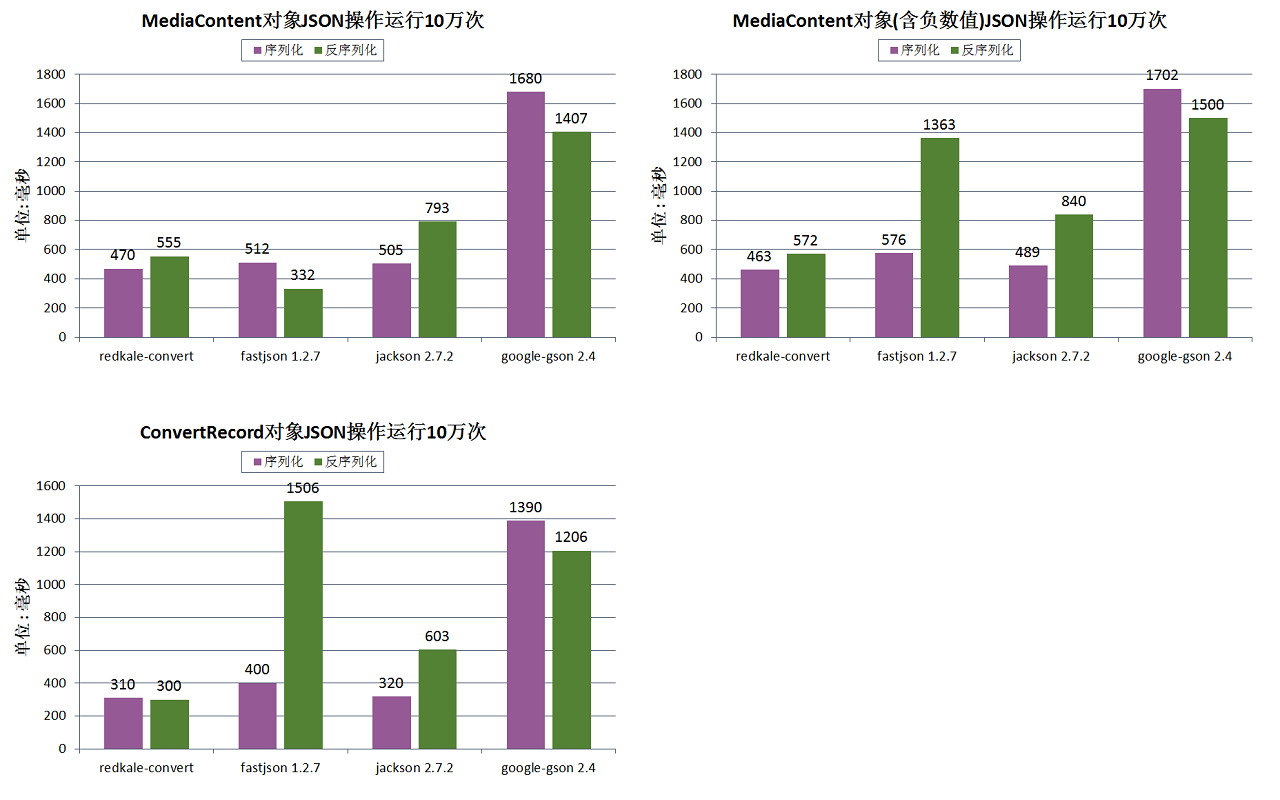 MediaContent对象JSON操作运行10万次
序列化 反序列化
单位:毫秒
1800
1600
1400
1200
1000
800
600
400
200
0
470 555 512 332 505 793 1680 1407
redkale-convert fastjson 1.2.7 jackson 2.7.2 google-gson 2.4
MediaContent对象(含负数值)JSON操作运行10万次
序列化 反序列化
单位:毫秒
1800
1600
1400
1200
1000
800
600
400
200
0
463 572 576 1363 489 840 1702 1500
redkale-convert fastjson 1.2.7 jackson 2.7.2 google-gson 2.4
ConvertRecord对象JSON操作运行10万次
序列化 反序列化
单位:毫秒
1600
1400
1200
1000
800
600
400
200
0
310 300 400 1506 320 603 1390 1206
redkale-convert fastjson 1.2.7 jackson 2.7.2 google-gson 2.4